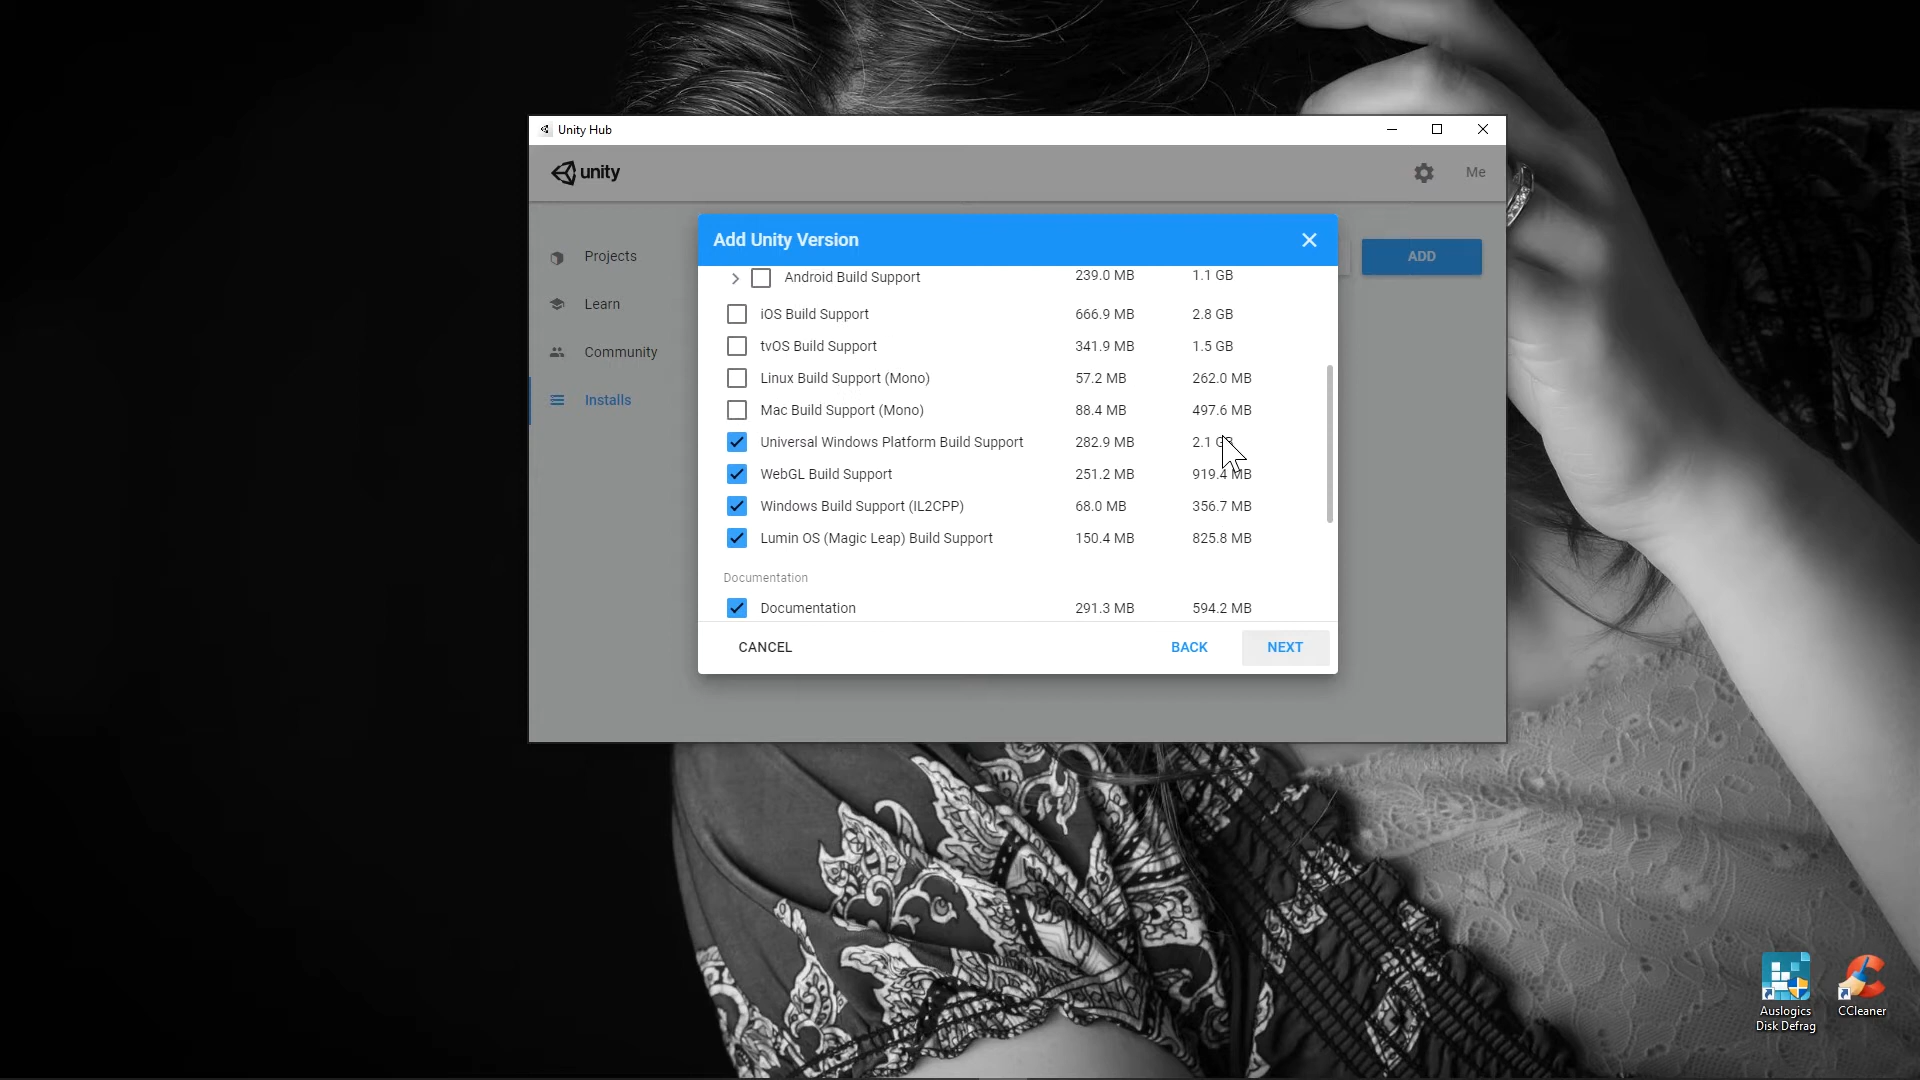 Unity Hub
unity
Me
Projects
Learn
Community
Installs
ADD
Add Unity Version
Android Build Support 239.0 MB 1.1 GB
iOS Build Support 666.9 MB 2.8 GB
tvOS Build Support 341.9 MB 1.5 GB
Linux Build Support (Mono) 57.2 MB 262.0 MB
Mac Build Support (Mono) 88.4 MB 497.6 MB
Universal Windows Platform Build Support 282.9 MB 2.1 GB
WebGL Build Support 251.2 MB 919.4 MB
Windows Build Support (IL2CPP) 68.0 MB 356.7 MB
Lumin OS (Magic Leap) Build Support 150.4 MB 825.8 MB
Documentation
Documentation 291.3 MB 594.2 MB
CANCEL
BACK
NEXT
Auslogics
Disk Defrag
CCleaner